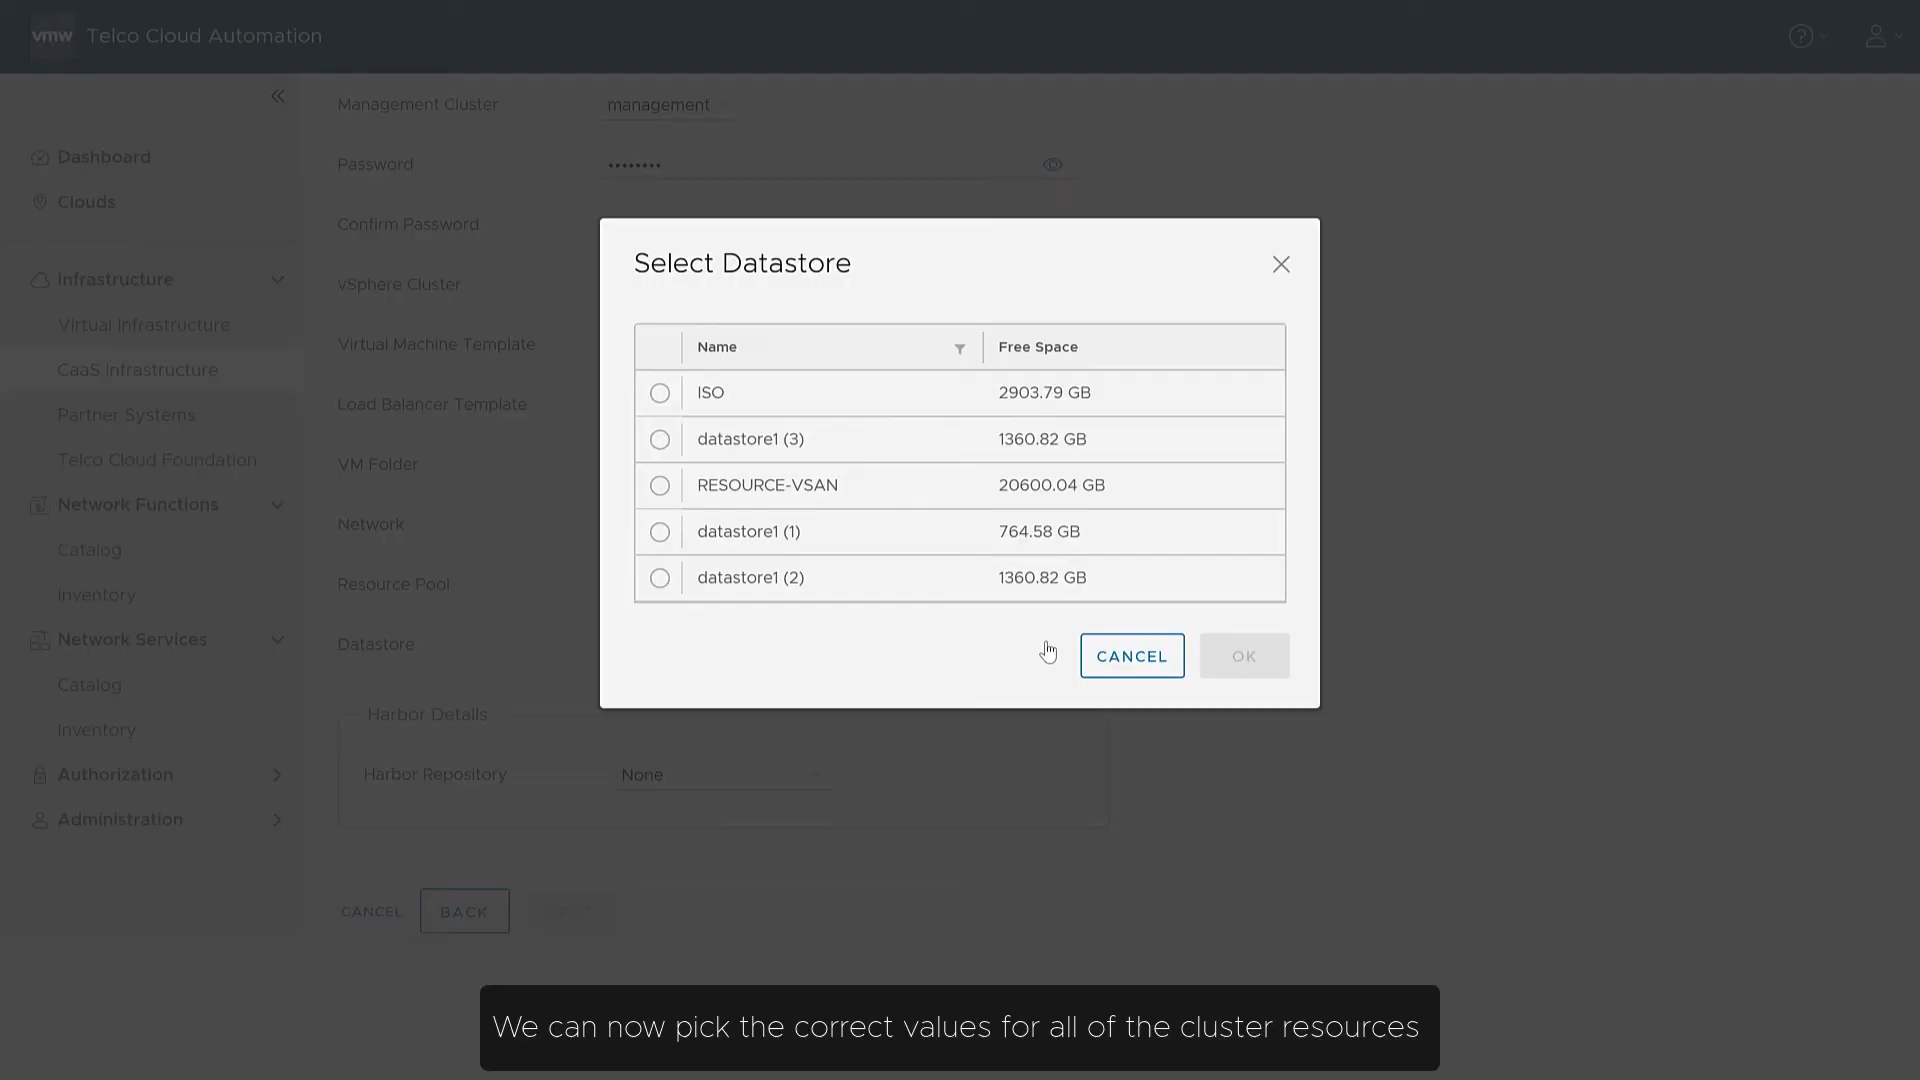 vmw Telco Cloud Automation
Dashboard
Clouds
Infrastructure
Virtual Infrastructure
CaaS Infrastructure
Partner Systems
Telco Cloud Foundation
Network Functions
Catalog
Inventory
Network Services
Catalog
Inventory
Authorization
Administration
Management Cluster management
Password ••••••••
Confirm Password
vSphere Cluster
Virtual Machine Template
Load Balancer Template
VM Folder
Network
Resource Pool
Datastore
Harbor Details
Harbor Repository None
CANCEL BACK
Select Datastore
Name Free Space
ISO 2903.79 GB
datastore1 (3) 1360.82 GB
RESOURCE-VSAN 20600.04 GB
datastore1 (1) 764.58 GB
datastore1 (2) 1360.82 GB
CANCEL OK
We can now pick the correct values for all of the cluster resources